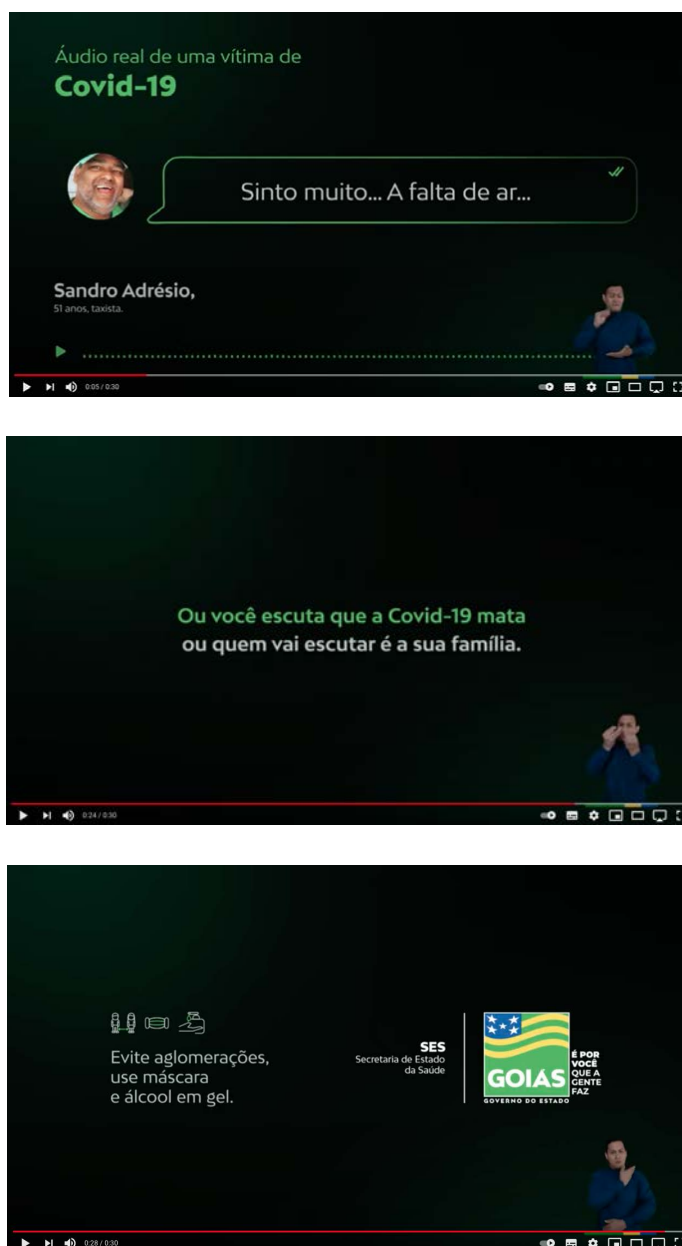 Áudio real de uma vítima de
Covid-19
Sinto muito... A falta de ar...
Sandro Adrésio,
51 anos, taxista.
0:05 / 0:30
Ou você escuta que a Covid-19 mata
ou quem vai escutar é a sua família.
0:24 / 0:30
Evite aglomerações,
use máscara
e álcool em gel.
SES
Secretaria de Estado
da Saúde
GOIÁS
GOVERNO DO ESTADO
É POR
VOCÊ
QUE A
GENTE
FAZ
0:28 / 0:30